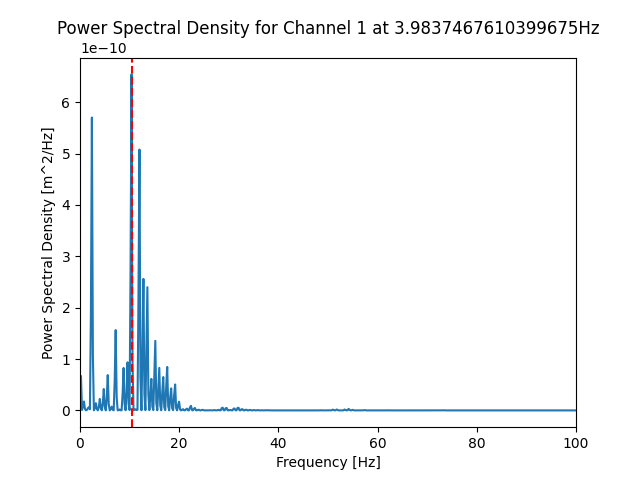 Power Spectral Density for Channel 1 at 3.9837467610399675Hz
1e−10
6
5
4
3
2
1
0
Power Spectral Density [m^2/Hz]
0 20 40 60 80 100
Frequency [Hz]